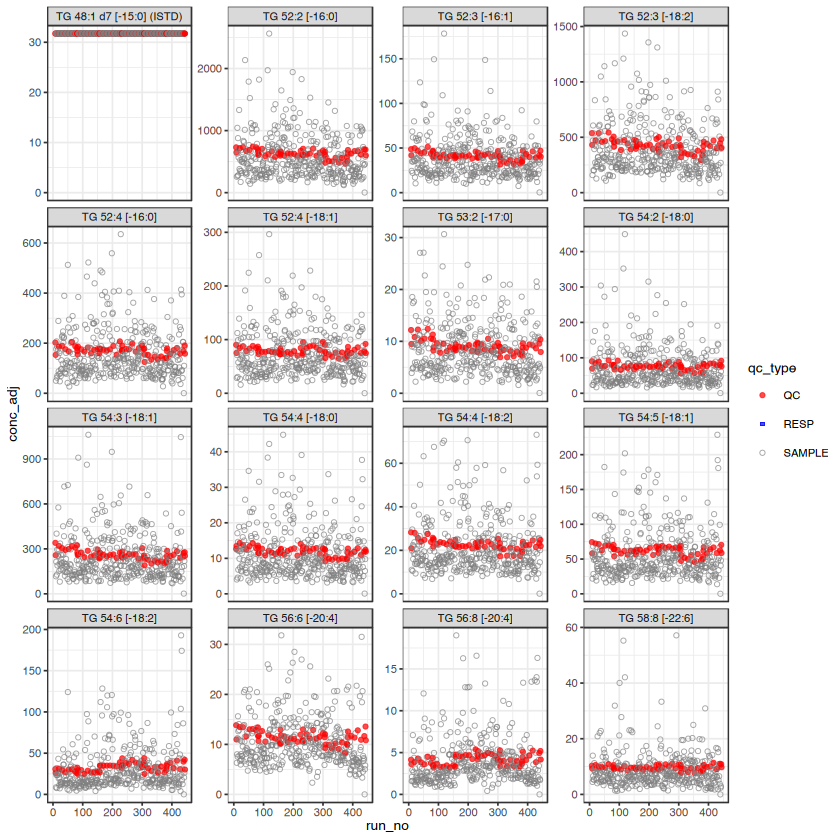 TG 48:1 d7 [-15:0] (ISTD) TG 52:2 [-16:0] TG 52:3 [-16:1] TG 52:3 [-18:2]
30 20 10 0
2000 1000 0
150 100 50 0
1500 1000 500 0
TG 52:4 [-16:0] TG 52:4 [-18:1] TG 53:2 [-17:0] TG 54:2 [-18:0]
600 400 200 0
300 200 100 0
30 20 10 0
400 300 200 100 0
TG 54:3 [-18:1] TG 54:4 [-18:0] TG 54:4 [-18:2] TG 54:5 [-18:1]
900 600 300 0
40 30 20 10 0
60 40 20 0
200 150 100 50 0
TG 54:6 [-18:2] TG 56:6 [-20:4] TG 56:8 [-20:4] TG 58:8 [-22:6]
200 150 100 50 0
30 20 10 0
15 10 5 0
60 40 20 0
0 100 200 300 400 0 100 200 300 400 0 100 200 300 400 0 100 200 300 400
run_no
conc_adj
qc_type
QC
RESP
SAMPLE